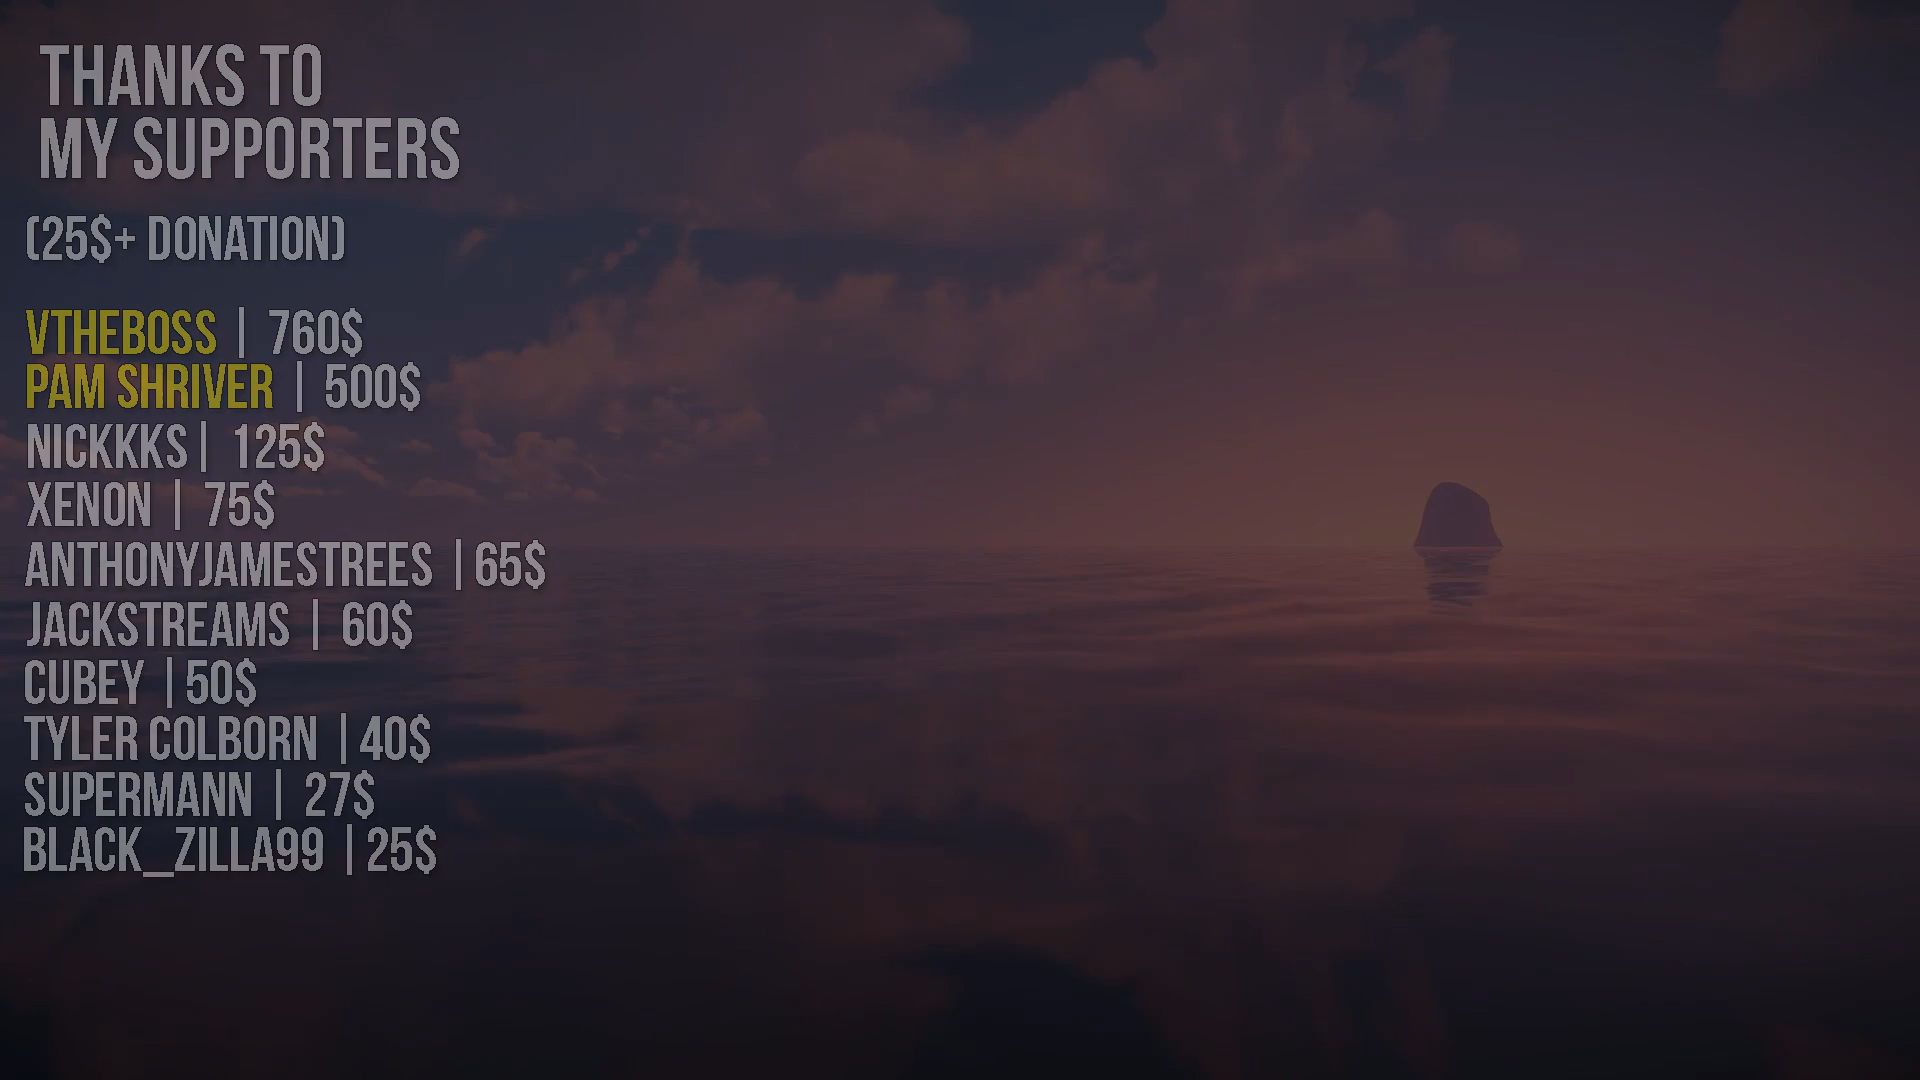 THANKS TO
MY SUPPORTERS
(25$+ DONATION)
VTHEBOSS | 760$
PAM SHRIVER | 500$
NICKKKS | 125$
XENON | 75$
ANTHONYJAMESTREES | 65$
JACKSTREAMS | 60$
CUBEY | 50$
TYLER COLBORN | 40$
SUPERMANN | 27$
BLACK_ZILLA99 | 25$